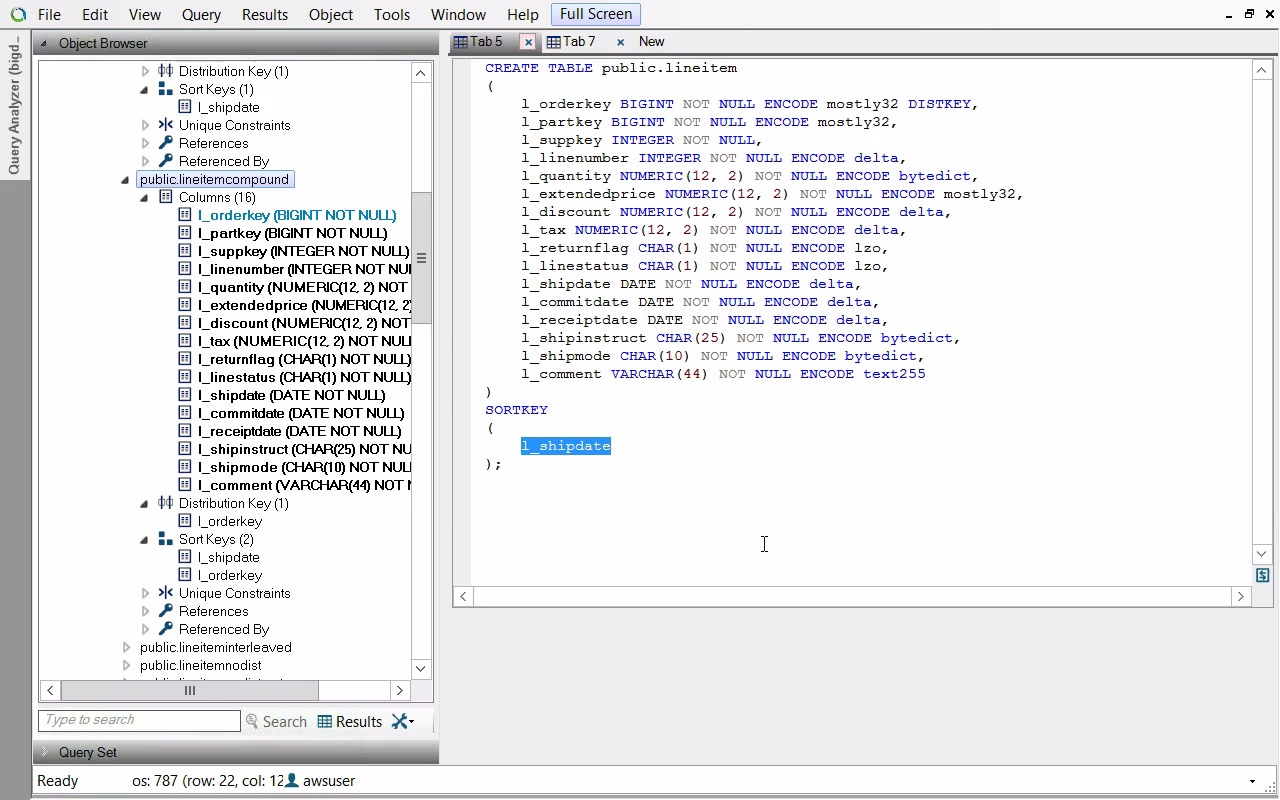 File Edit View Query Results Object Tools Window Help Full Screen
Query Analyzer (bigd...
Object Browser
Distribution Key (1)
Sort Keys (1)
l_shipdate
Unique Constraints
References
Referenced By
public.lineitemcompound
Columns (16)
l_orderkey (BIGINT NOT NULL)
l_partkey (BIGINT NOT NULL)
l_suppkey (INTEGER NOT NULL)
l_linenumber (INTEGER NOT NUL
l_quantity (NUMERIC(12, 2) NOT
l_extendedprice (NUMERIC(12, 2)
l_discount (NUMERIC(12, 2) NOT
l_tax (NUMERIC(12, 2) NOT NULL
l_returnflag (CHAR(1) NOT NULL)
l_linestatus (CHAR(1) NOT NULL)
l_shipdate (DATE NOT NULL)
l_commitdate (DATE NOT NULL)
l_receiptdate (DATE NOT NULL)
l_shipinstruct (CHAR(25) NOT NU
l_shipmode (CHAR(10) NOT NULL
l_comment (VARCHAR(44) NOT N
Distribution Key (1)
l_orderkey
Sort Keys (2)
l_shipdate
l_orderkey
Unique Constraints
References
Referenced By
public.lineiteminterleaved
public.lineitemnodist
Type to search Search Results
Query Set
Tab 5 Tab 7 New
CREATE TABLE public.lineitem
(
l_orderkey BIGINT NOT NULL ENCODE mostly32 DISTKEY,
l_partkey BIGINT NOT NULL ENCODE mostly32,
l_suppkey INTEGER NOT NULL,
l_linenumber INTEGER NOT NULL ENCODE delta,
l_quantity NUMERIC(12, 2) NOT NULL ENCODE bytedict,
l_extendedprice NUMERIC(12, 2) NOT NULL ENCODE mostly32,
l_discount NUMERIC(12, 2) NOT NULL ENCODE delta,
l_tax NUMERIC(12, 2) NOT NULL ENCODE delta,
l_returnflag CHAR(1) NOT NULL ENCODE lzo,
l_linestatus CHAR(1) NOT NULL ENCODE lzo,
l_shipdate DATE NOT NULL ENCODE delta,
l_commitdate DATE NOT NULL ENCODE delta,
l_receiptdate DATE NOT NULL ENCODE delta,
l_shipinstruct CHAR(25) NOT NULL ENCODE bytedict,
l_shipmode CHAR(10) NOT NULL ENCODE bytedict,
l_comment VARCHAR(44) NOT NULL ENCODE text255
)
SORTKEY
(
l_shipdate
);
Ready os: 787 (row: 22, col: 12 awsuser